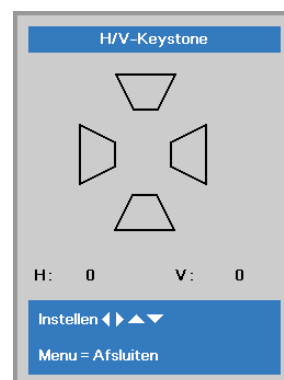 H/V-Keystone
H: 0 V: 0
Instellen ◀ ▶ ▲ ▼
Menu = Afsluiten